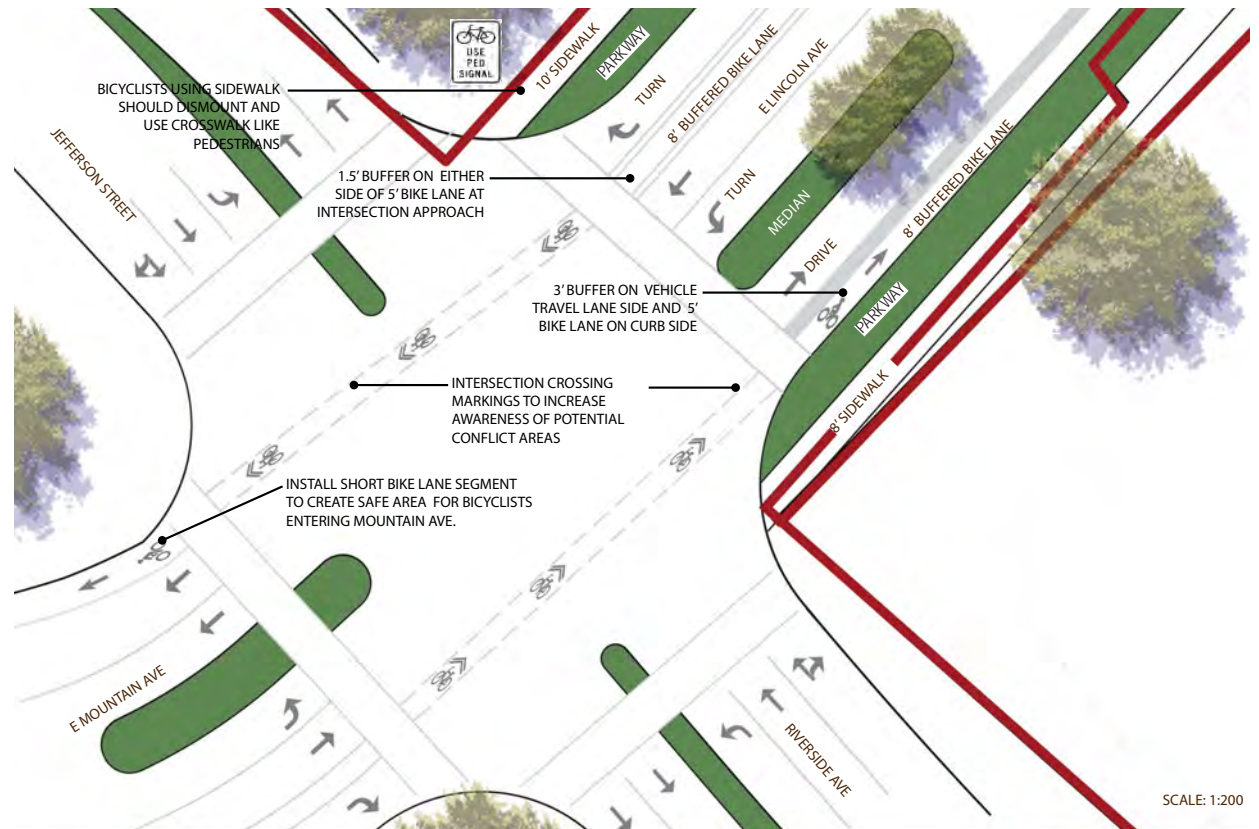 USE
PED
SIGNAL
10' SIDEWALK
PARKWAY
BICYCLISTS USING SIDEWALK
SHOULD DISMOUNT AND
USE CROSSWALK LIKE
PEDESTRIANS
TURN
8' BUFFERED BIKE LANE
E LINCOLN AVE
JEFFERSON STREET
1.5' BUFFER ON EITHER
SIDE OF 5' BIKE LANE AT
INTERSECTION APPROACH
TURN
MEDIAN
DRIVE
8' BUFFERED BIKE LANE
PARKWAY
3' BUFFER ON VEHICLE
TRAVEL LANE SIDE AND 5'
BIKE LANE ON CURB SIDE
INTERSECTION CROSSING
MARKINGS TO INCREASE
AWARENESS OF POTENTIAL
CONFLICT AREAS
8' SIDEWALK
INSTALL SHORT BIKE LANE SEGMENT
TO CREATE SAFE AREA FOR BICYCLISTS
ENTERING MOUNTAIN AVE.
E MOUNTAIN AVE
RIVERSIDE AVE
SCALE: 1:200